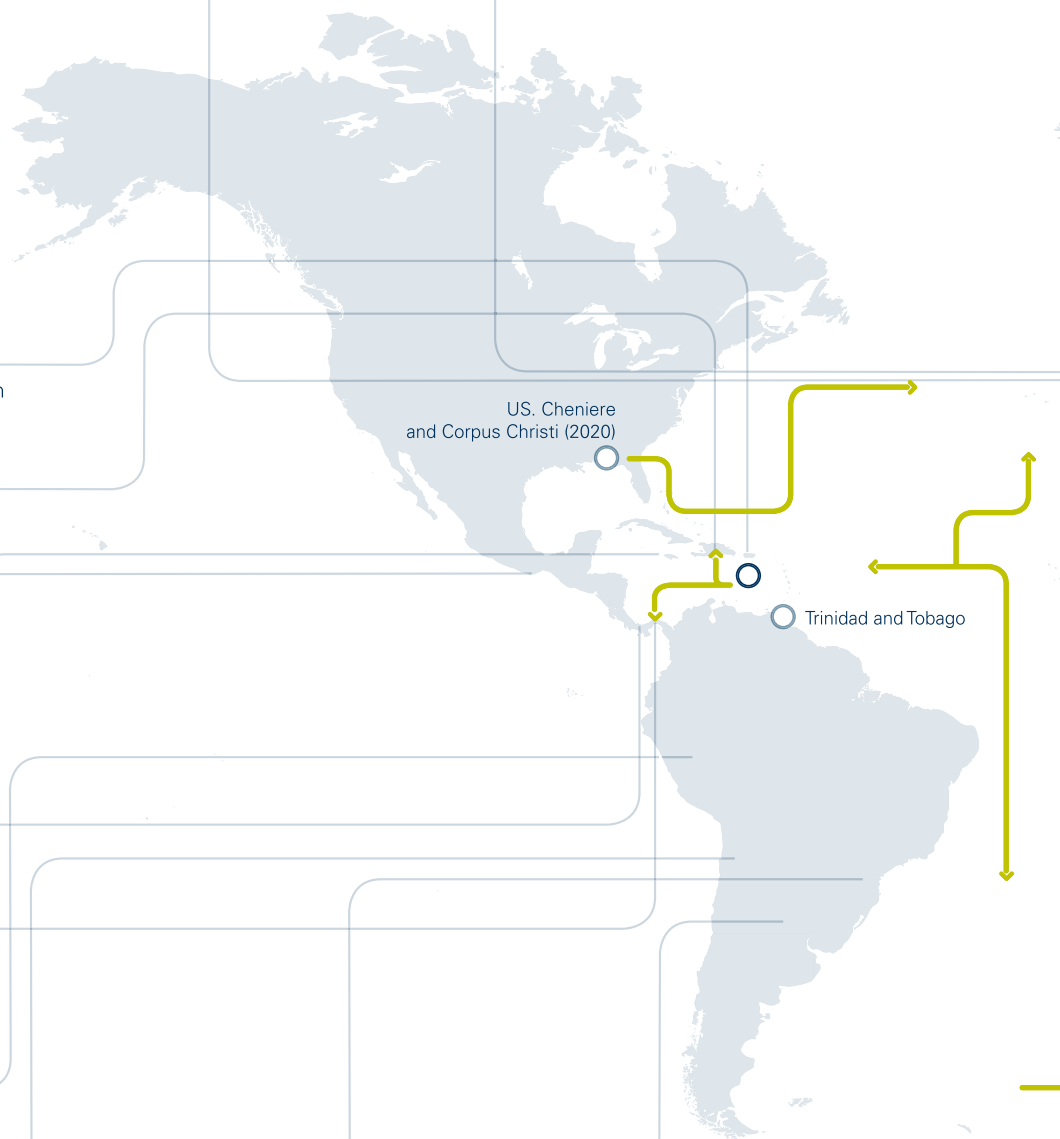 n
US. Cheniere
and Corpus Christi (2020)
Trinidad and Tobago